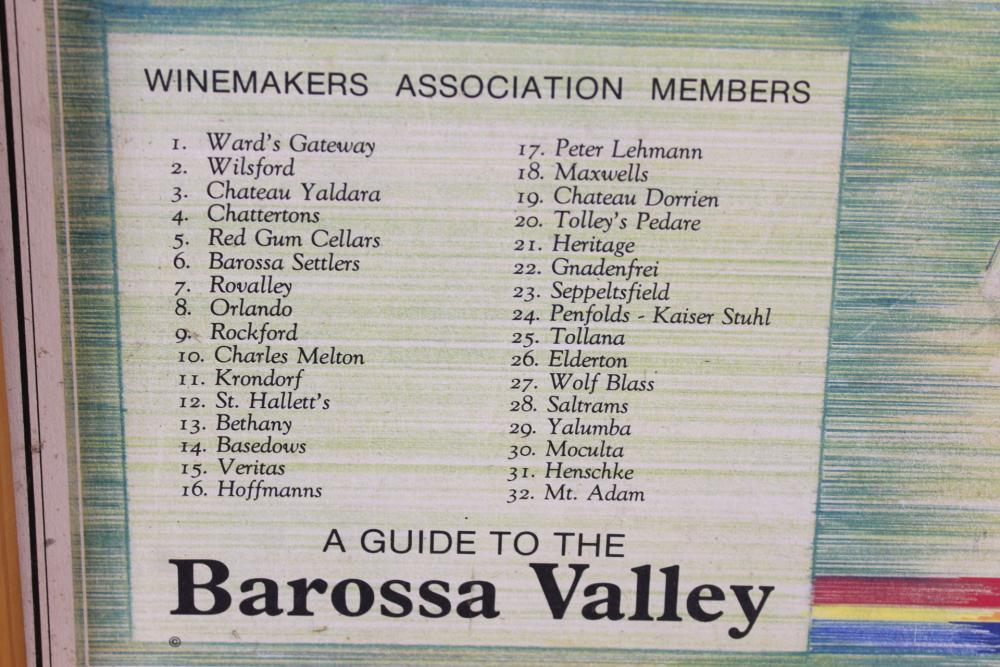 WINEMAKERS ASSOCIATION MEMBERS
1. Ward's Gateway
2. Wilsford
3. Chateau Yaldara
4. Chattertons
5. Red Gum Cellars
6. Barossa Settlers
7. Rovalley
8. Orlando
9. Rockford
10. Charles Melton
11. Krondorf
12. St. Hallett's
13. Bethany
14. Basedows
15. Veritas
16. Hoffmanns
17. Peter Lehmann
18. Maxwells
19. Chateau Dorrien
20. Tolley's Pedare
21. Heritage
22. Gnadenfrei
23. Seppeltsfield
24. Penfolds - Kaiser Stuhl
25. Tollana
26. Elderton
27. Wolf Blass
28. Saltrams
29. Yalumba
30. Moculta
31. Henschke
32. Mt. Adam
A GUIDE TO THE
Barossa Valley
©